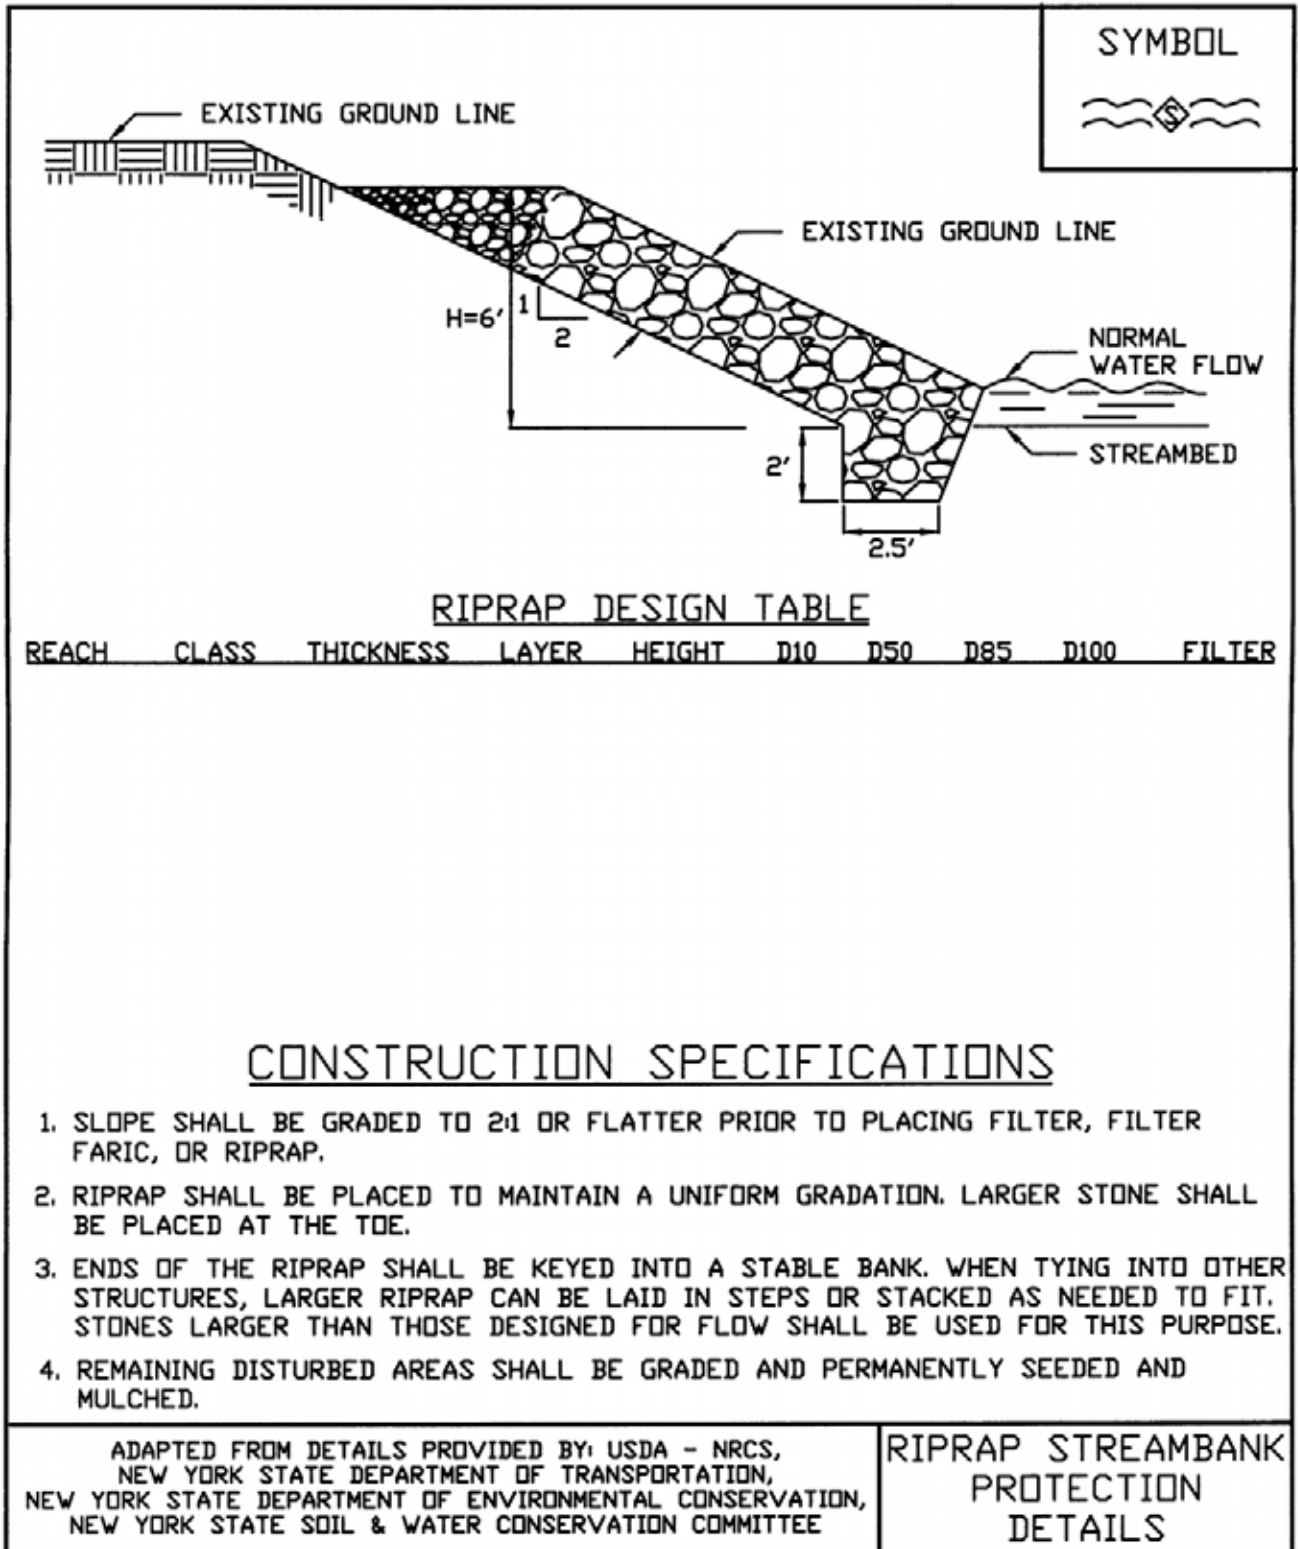 SYMBOL
S
EXISTING GROUND LINE
EXISTING GROUND LINE
H=6'
1
2
NORMAL
WATER FLOW
STREAMBED
2'
2.5'
RIPRAP DESIGN TABLE
REACH CLASS THICKNESS LAYER HEIGHT D10 D50 D85 D100 FILTER
CONSTRUCTION SPECIFICATIONS
1. SLOPE SHALL BE GRADED TO 2:1 OR FLATTER PRIOR TO PLACING FILTER, FILTER
FARIC, OR RIPRAP.
2. RIPRAP SHALL BE PLACED TO MAINTAIN A UNIFORM GRADATION. LARGER STONE SHALL
BE PLACED AT THE TOE.
3. ENDS OF THE RIPRAP SHALL BE KEYED INTO A STABLE BANK. WHEN TYING INTO OTHER
STRUCTURES, LARGER RIPRAP CAN BE LAID IN STEPS OR STACKED AS NEEDED TO FIT.
STONES LARGER THAN THOSE DESIGNED FOR FLOW SHALL BE USED FOR THIS PURPOSE.
4. REMAINING DISTURBED AREAS SHALL BE GRADED AND PERMANENTLY SEEDED AND
MULCHED.
ADAPTED FROM DETAILS PROVIDED BY: USDA - NRCS,
NEW YORK STATE DEPARTMENT OF TRANSPORTATION,
NEW YORK STATE DEPARTMENT OF ENVIRONMENTAL CONSERVATION,
NEW YORK STATE SOIL & WATER CONSERVATION COMMITTEE
RIPRAP STREAMBANK
PROTECTION
DETAILS